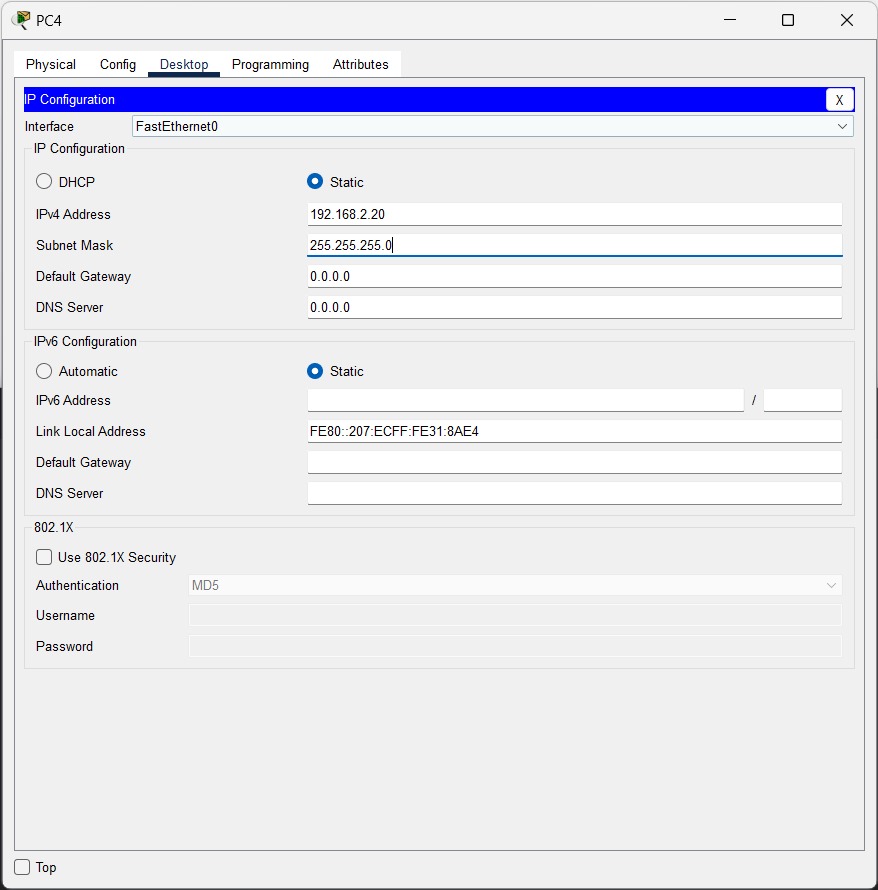 PC4
Physical Config Desktop Programming Attributes
IP Configuration X
Interface FastEthernet0
IP Configuration
DHCP Static
IPv4 Address 192.168.2.20
Subnet Mask 255.255.255.0
Default Gateway 0.0.0.0
DNS Server 0.0.0.0
IPv6 Configuration
Automatic Static
IPv6 Address /
Link Local Address FE80::207:ECFF:FE31:8AE4
Default Gateway
DNS Server
802.1X
Use 802.1X Security
Authentication MD5
Username
Password
Top